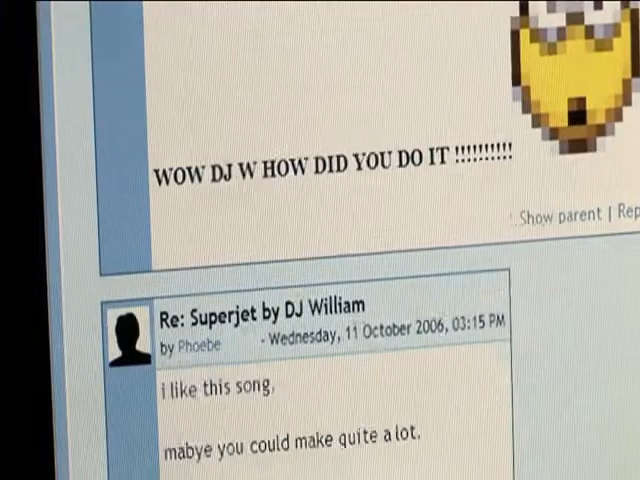 WOW DJ W HOW DID YOU DO IT !!!!!!!!!!
Show parent | Rep
Re: Superjet by DJ William
by Phoebe - Wednesday, 11 October 2006, 03:15 PM
i like this song.
mabye you could make quite a lot.